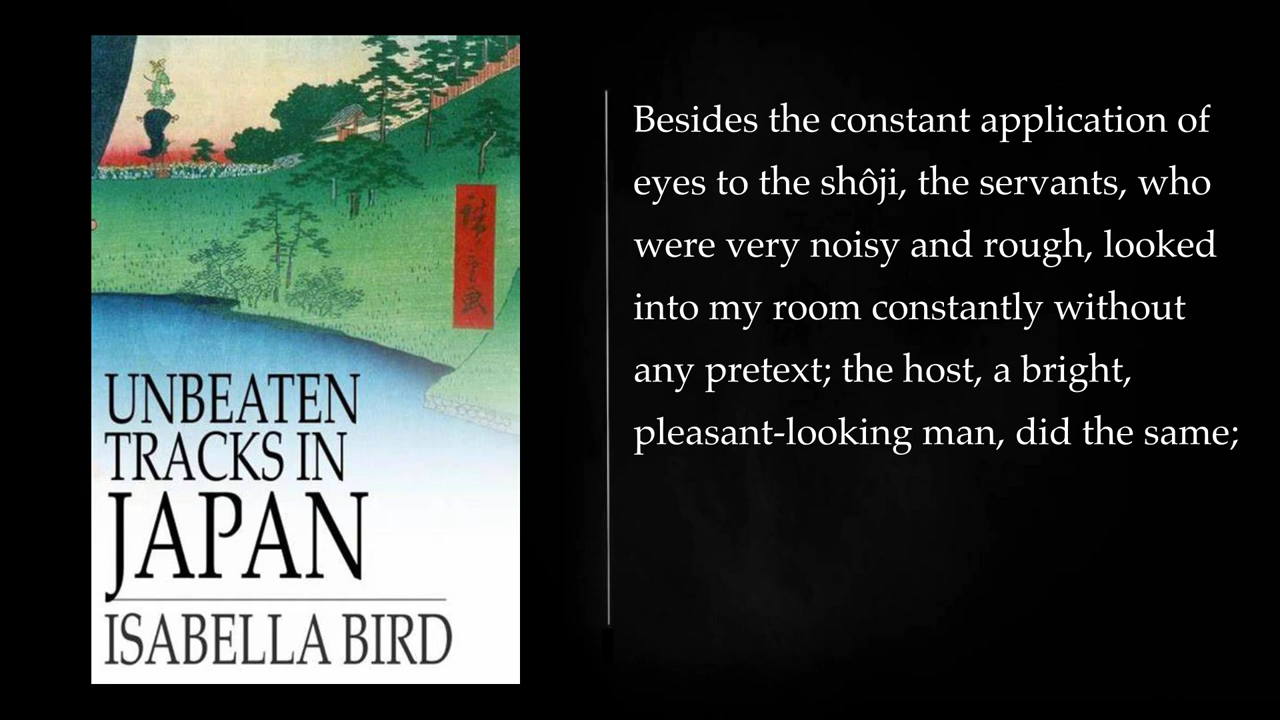 UNBEATEN
TRACKS IN
JAPAN
ISABELLA BIRD
Besides the constant application of
eyes to the shôji, the servants, who
were very noisy and rough, looked
into my room constantly without
any pretext; the host, a bright,
pleasant-looking man, did the same;